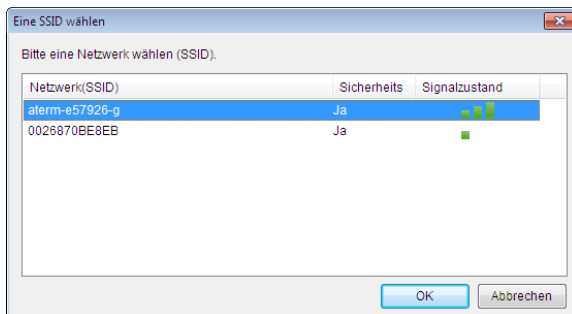 Eine SSID wählen
Bitte eine Netzwerk wählen (SSID).
Netzwerk(SSID) Sicherheits Signalzustand
aterm-e57926-g Ja
0026870BE8EB Ja
OK Abbrechen